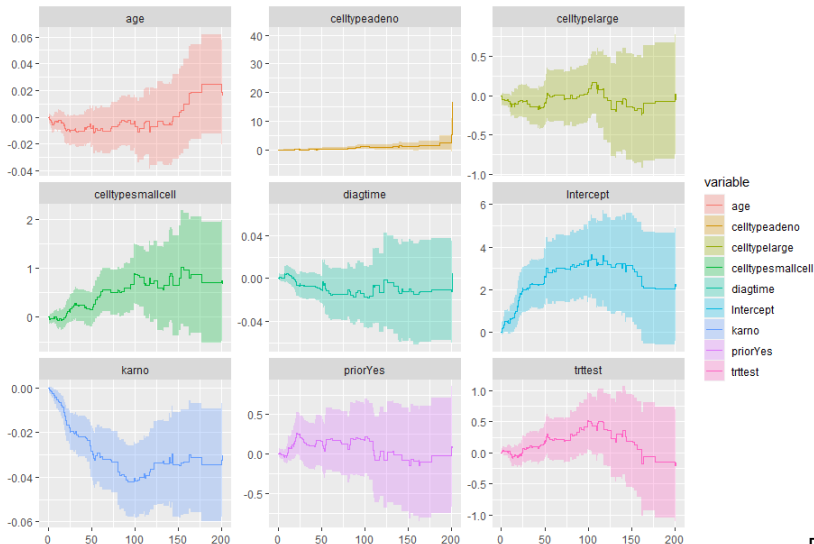 age
celltypeadeno
celltypelarge
0.06
0.04
0.02
0.00
-0.02
-0.04
40
30
20
10
0
0.5
0.0
-0.5
-1.0
celltypesmallcell
diagtime
Intercept
2
1
0
0.04
0.00
-0.04
6
4
2
0
karno
priorYes
trttest
0.00
-0.02
-0.04
-0.06
0.5
0.0
-0.5
1.0
0.5
0.0
-0.5
-1.0
0 50 100 150 200
0 50 100 150 200
0 50 100 150 200
variable
age
celltypeadeno
celltypelarge
celltypesmallcell
diagtime
Intercept
karno
priorYes
trttest